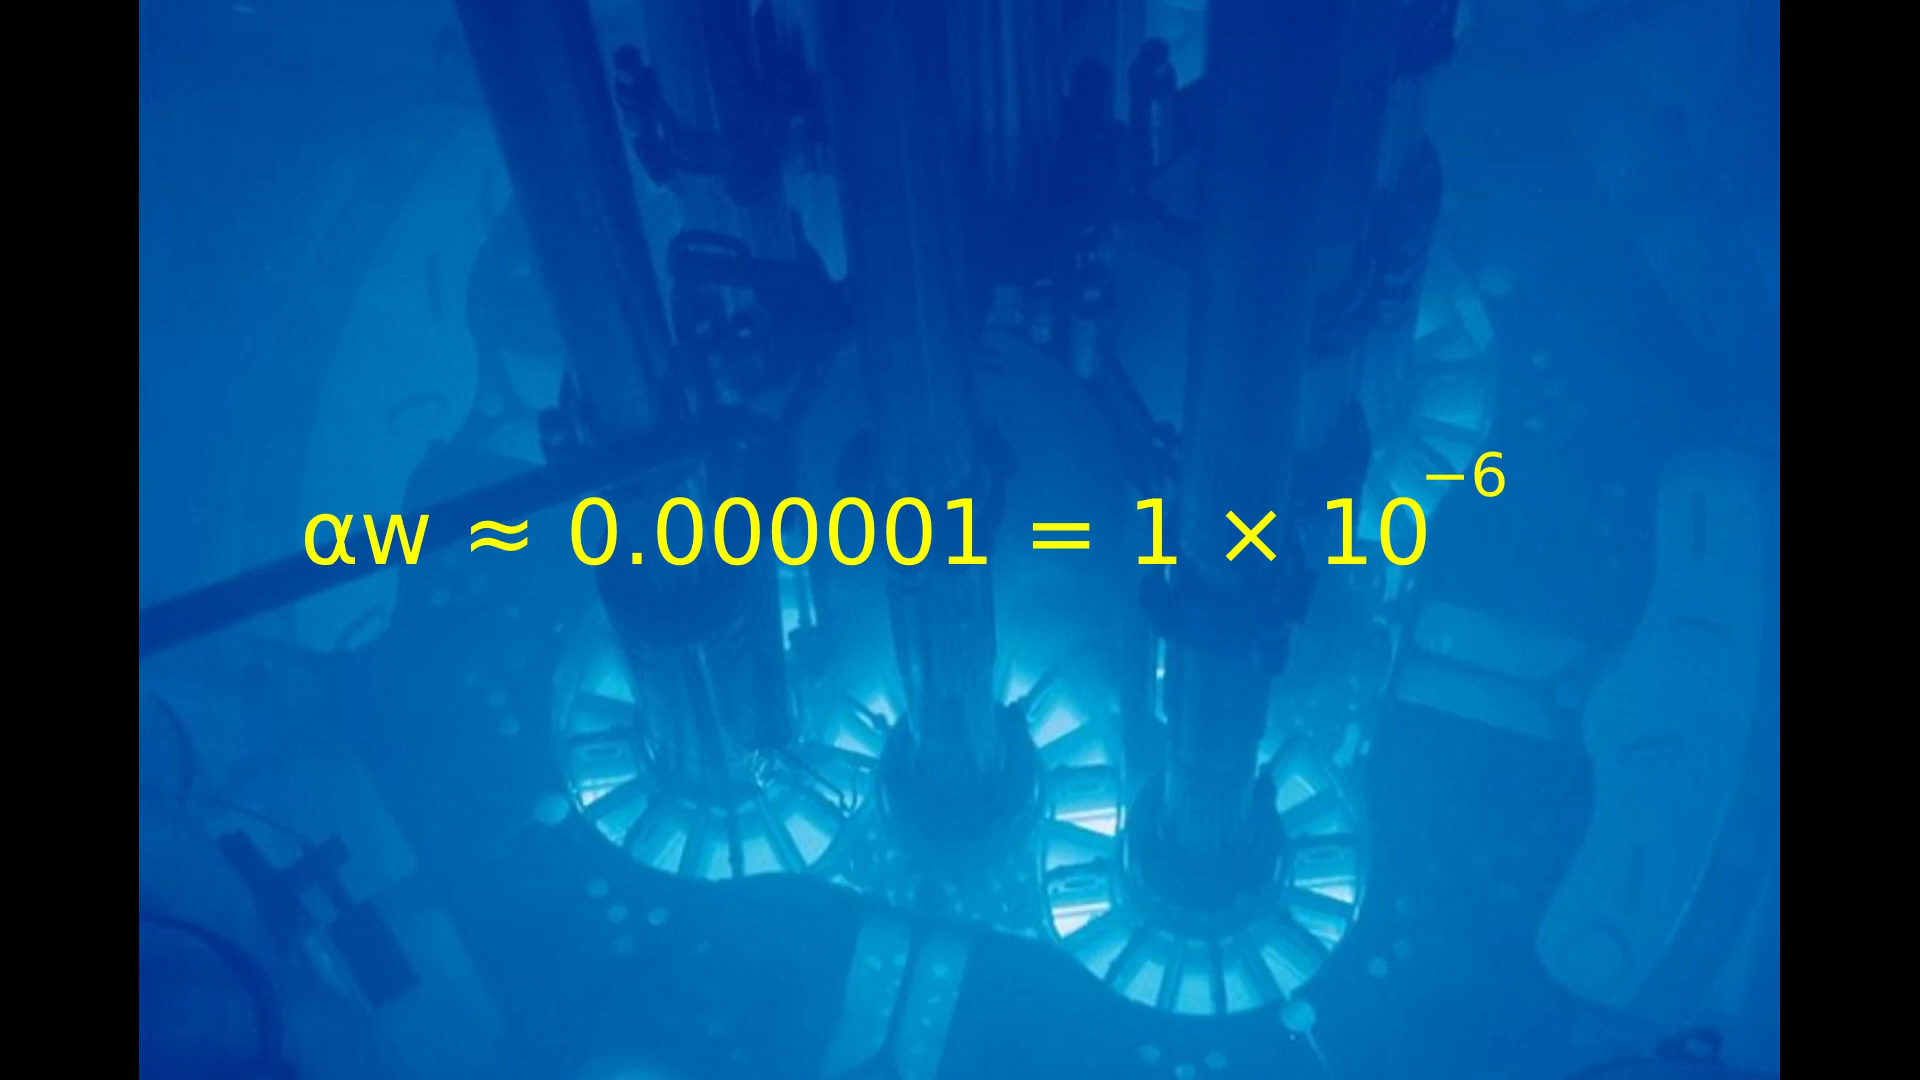 αw ≈ 0.000001 = 1 × 10⁻⁶